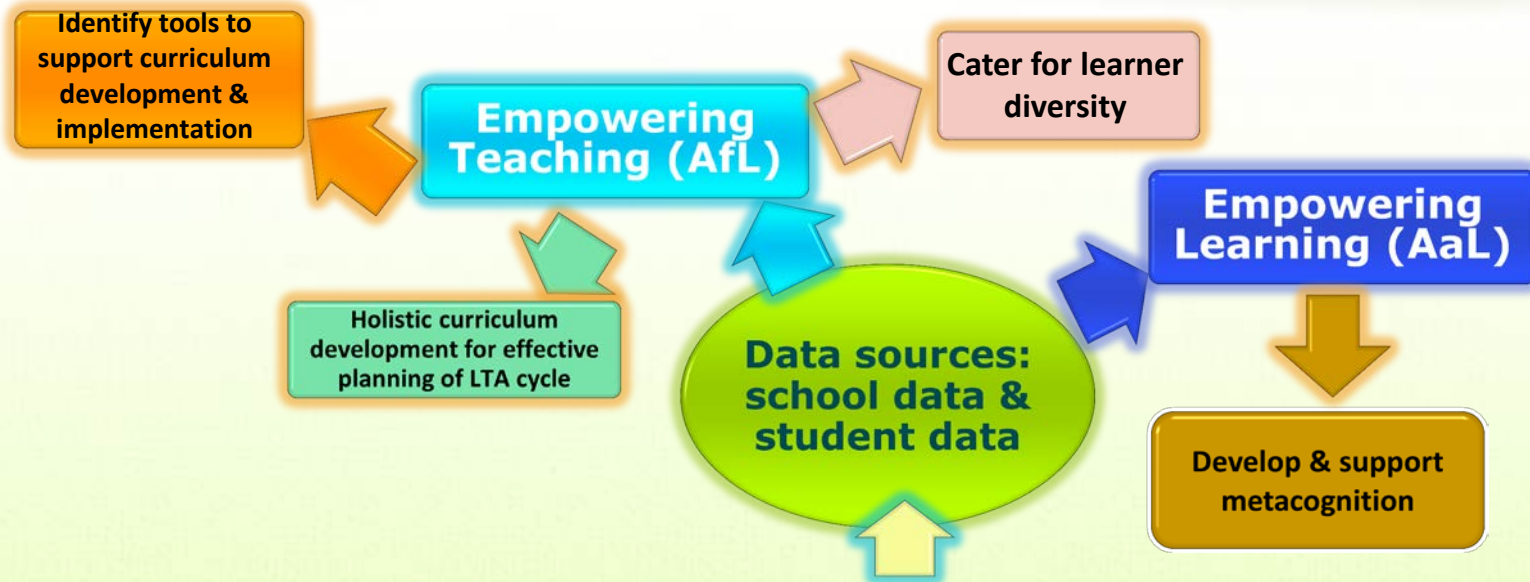 Identify tools to
support curriculum
development &
implementation
Empowering
Teaching (AfL)
Cater for learner
diversity
Empowering
Learning (AaL)
Holistic curriculum
development for effective
planning of LTA cycle
Data sources:
school data &
student data
Develop & support
metacognition